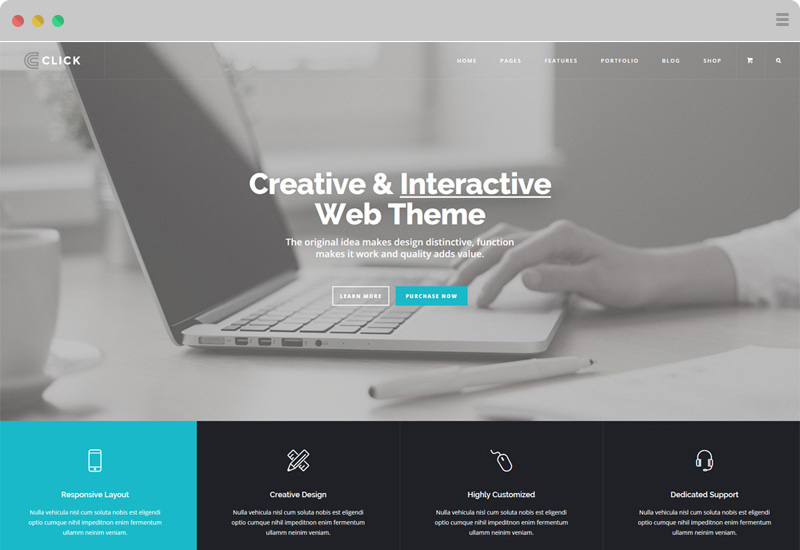 CLICK
HOME PAGES FEATURES PORTFOLIO BLOG SHOP
Creative & Interactive
Web Theme
The original idea makes design distinctive, function
makes it work and quality adds value.
LEARN MORE PURCHASE NOW
Responsive Layout
Nulla vehicula nisl cum soluta nobis est eligendi
optio cumque nihil impeditnon enim fermentum
ullamm neinim veniam.
Creative Design
Nulla vehicula nisl cum soluta nobis est eligendi
optio cumque nihil impeditnon enim fermentum
ullamm neinim veniam.
Highly Customized
Nulla vehicula nisl cum soluta nobis est eligendi
optio cumque nihil impeditnon enim fermentum
ullamm neinim veniam.
Dedicated Support
Nulla vehicula nisl cum soluta nobis est eligendi
optio cumque nihil impeditnon enim fermentum
ullamm neinim veniam.